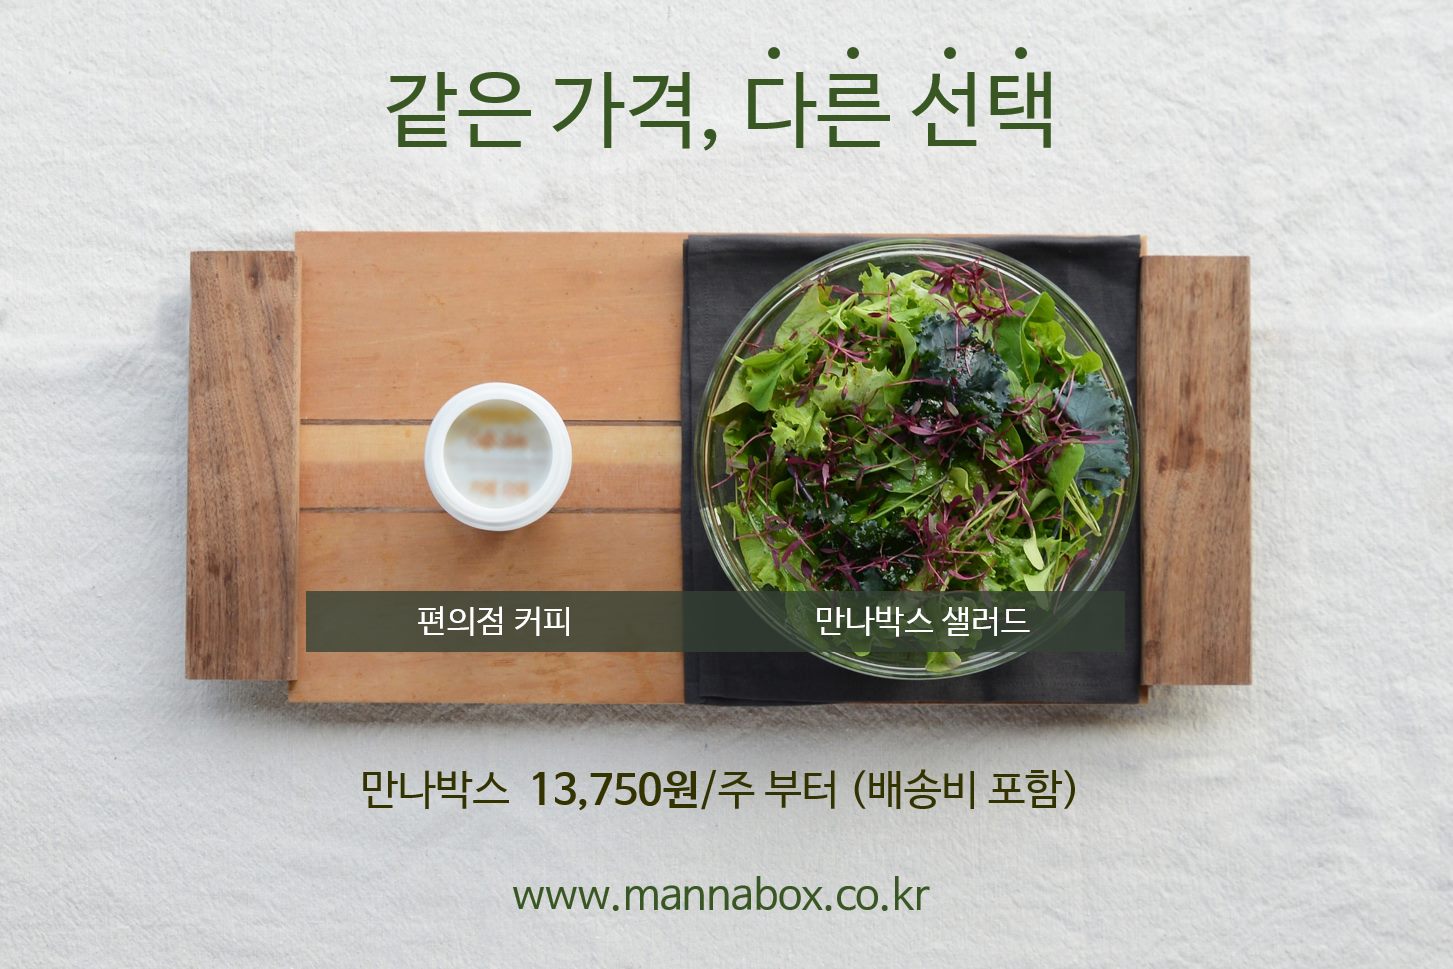 같은 가격, 다른 선택
편의점 커피
만나박스 샐러드
만나박스 13,750원/주 부터 (배송비 포함)
www.mannabox.co.kr